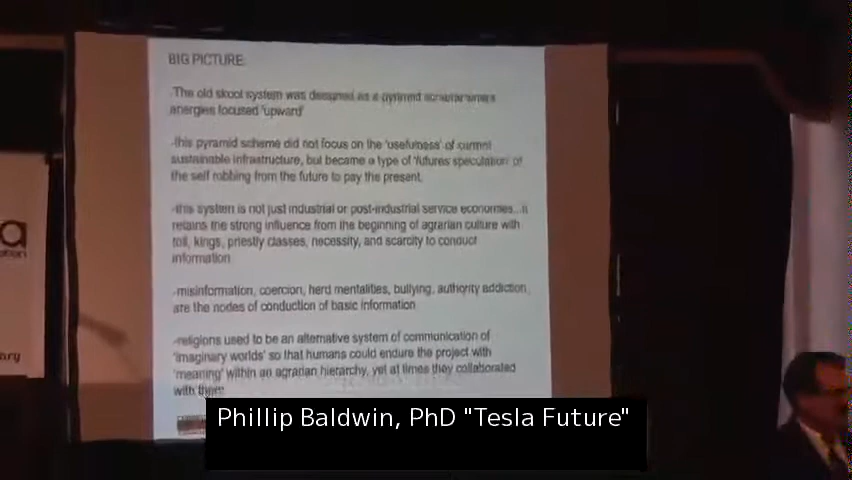 BIG PICTURE:
-The old skool system was designed as a pyramid scheme where
energies focused 'upward'
-this pyramid scheme did not focus on the 'usefulness' of current
sustainable infrastructure, but became a type of 'futures speculation' of
the self robbing from the future to pay the present.
-this system is not just industrial or post-industrial service economies...it
retains the strong influence from the beginning of agrarian culture with
toil, kings, priestly classes, necessity, and scarcity to conduct
information
-misinformation, coercion, herd mentalities, bullying, authority addiction,
are the nodes of conduction of basic information
-religions used to be an alternative system of communication of
'imaginary worlds' so that humans could endure the project with
'meaning' within an agrarian hierarchy, yet at times they collaborated
with them
a
ary
Phillip Baldwin, PhD "Tesla Future"